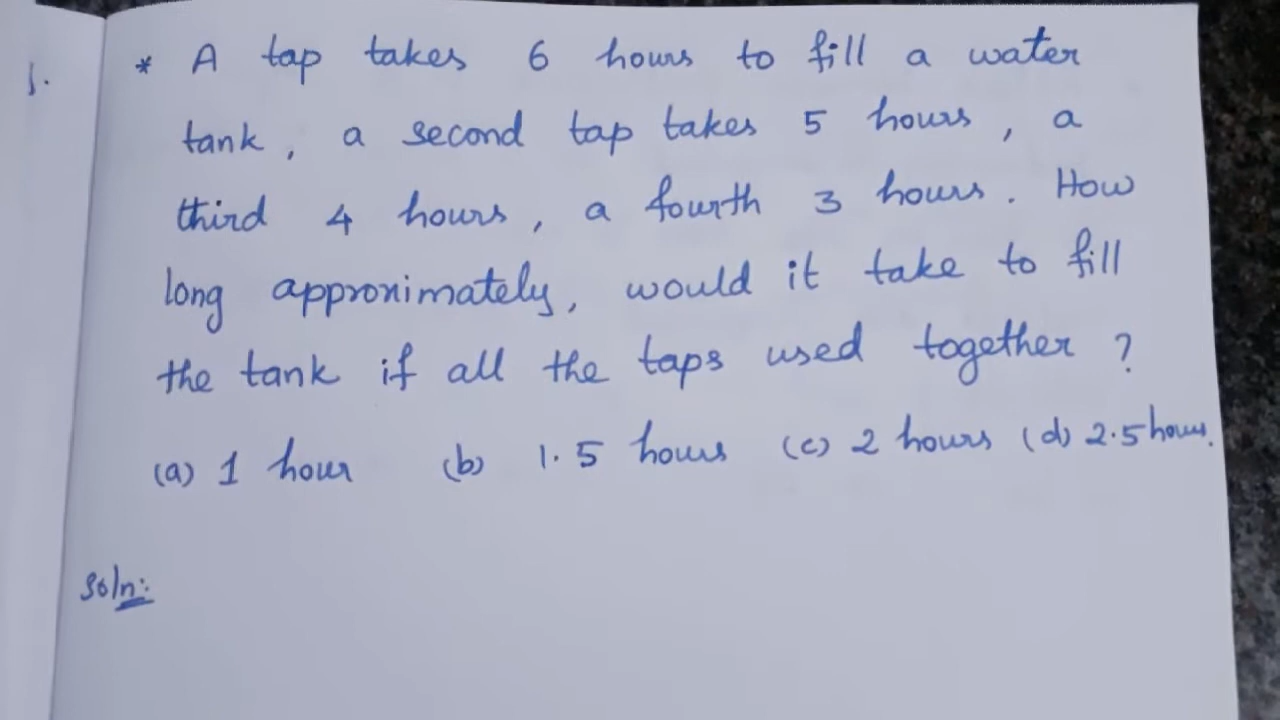 1.
* A tap takes 6 hours to fill a water
tank, a second tap takes 5 hours, a
third 4 hours, a fourth 3 hours. How
long approximately, would it take to fill
the tank if all the taps used together?
(a) 1 hour (b) 1.5 hours (c) 2 hours (d) 2.5 hours.
Soln: